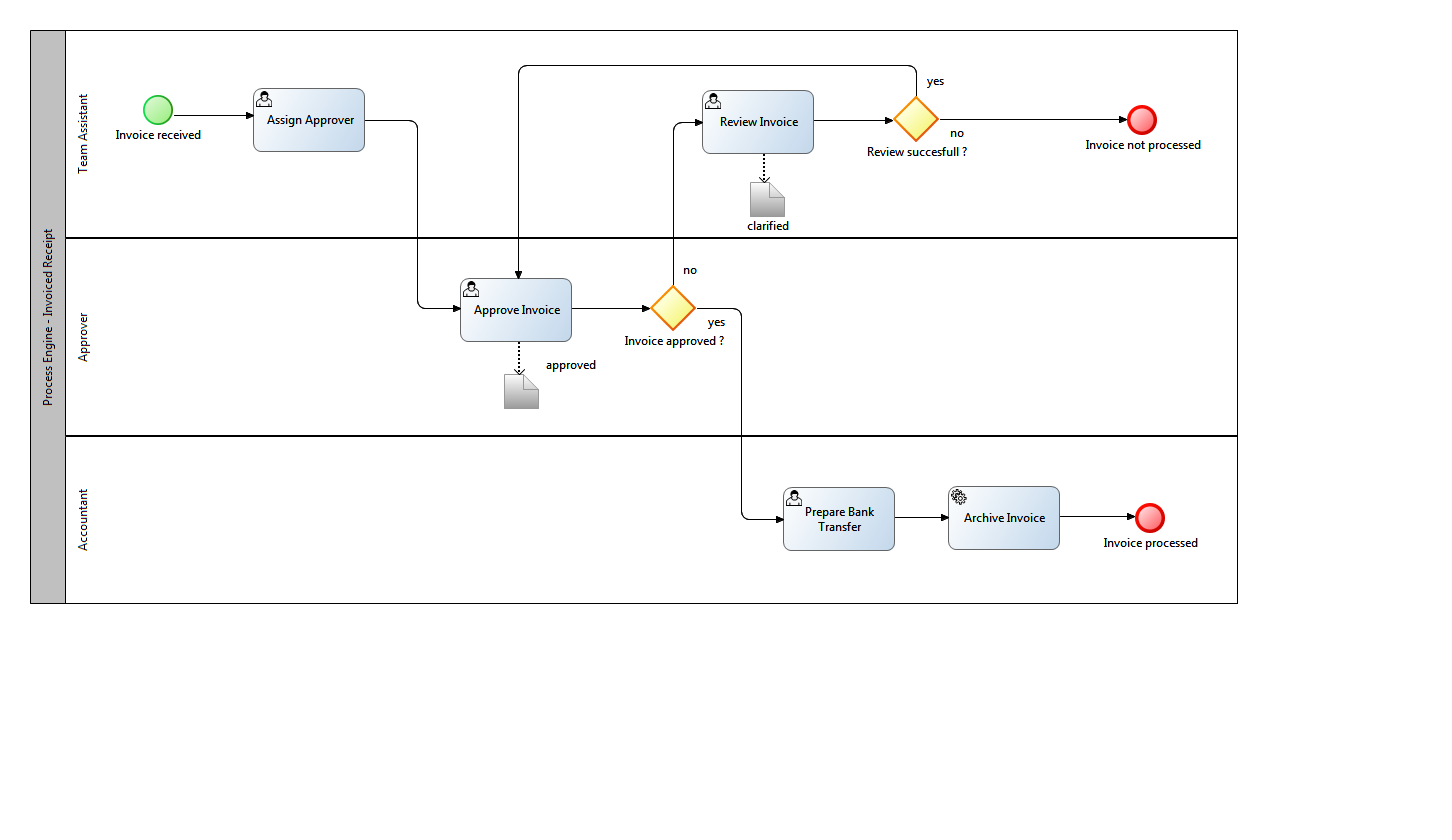 Process Engine - Invoiced Receipt
Team Assistant
Invoice received
Assign Approver
Review Invoice
clarified
yes
no
Review succesfull ?
Invoice not processed
Approver
Approve Invoice
approved
no
yes
Invoice approved ?
Accountant
Prepare Bank
Transfer
Archive Invoice
Invoice processed